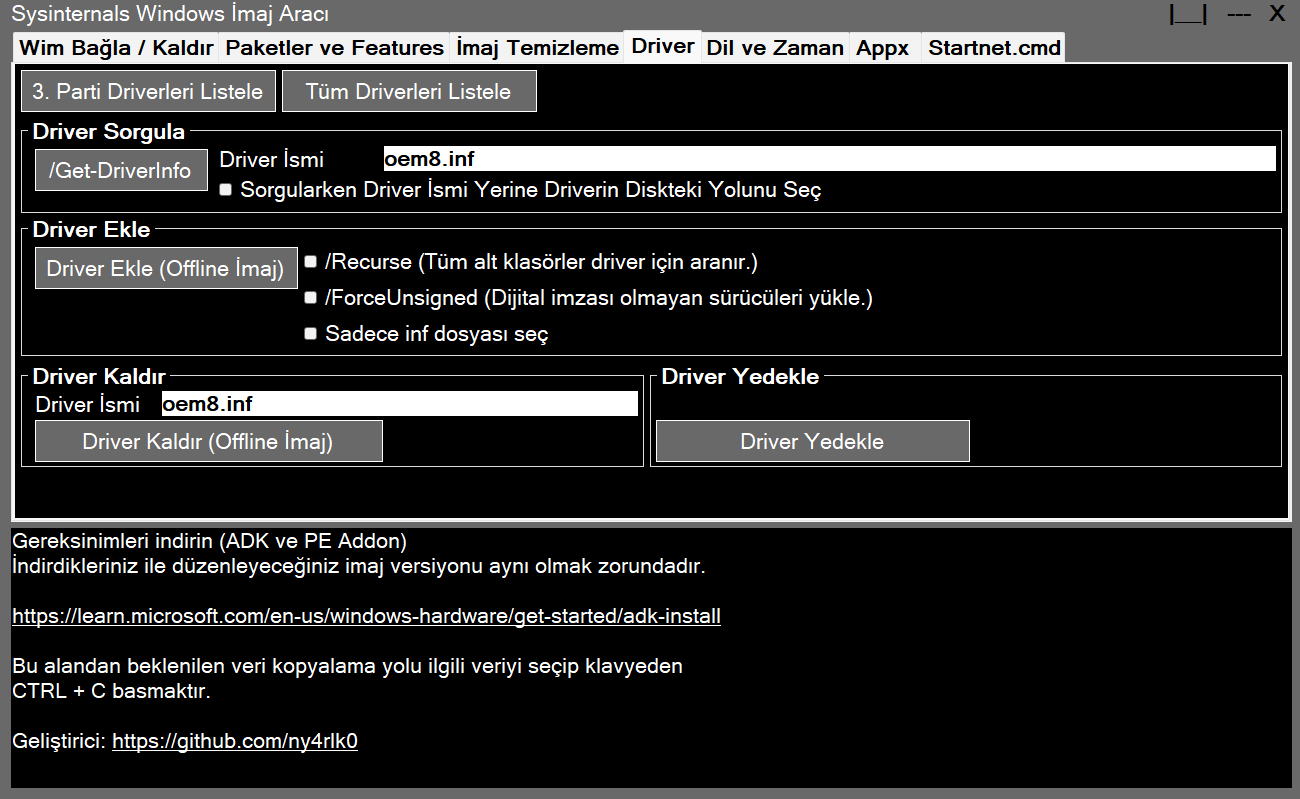 Sysinternals Windows İmaj Aracı |__| --- X
Wim Bağla / Kaldır Paketler ve Features İmaj Temizleme Driver Dil ve Zaman Appx Startnet.cmd
3. Parti Driverleri Listele Tüm Driverleri Listele
Driver Sorgula
/Get-DriverInfo Driver İsmi oem8.inf
Sorgularken Driver İsmi Yerine Driverin Diskteki Yolunu Seç
Driver Ekle
Driver Ekle (Offline İmaj) /Recurse (Tüm alt klasörler driver için aranır.)
/ForceUnsigned (Dijital imzası olmayan sürücüleri yükle.)
Sadece inf dosyası seç
Driver Kaldır
Driver İsmi oem8.inf
Driver Kaldır (Offline İmaj)
Driver Yedekle
Driver Yedekle
Gereksinimleri indirin (ADK ve PE Addon)
İndirdikleriniz ile düzenleyeceğiniz imaj versiyonu aynı olmak zorundadır.
https://learn.microsoft.com/en-us/windows-hardware/get-started/adk-install
Bu alandan beklenilen veri kopyalama yolu ilgili veriyi seçip klavyeden
CTRL + C basmaktır.
Geliştirici: https://github.com/ny4rlk0